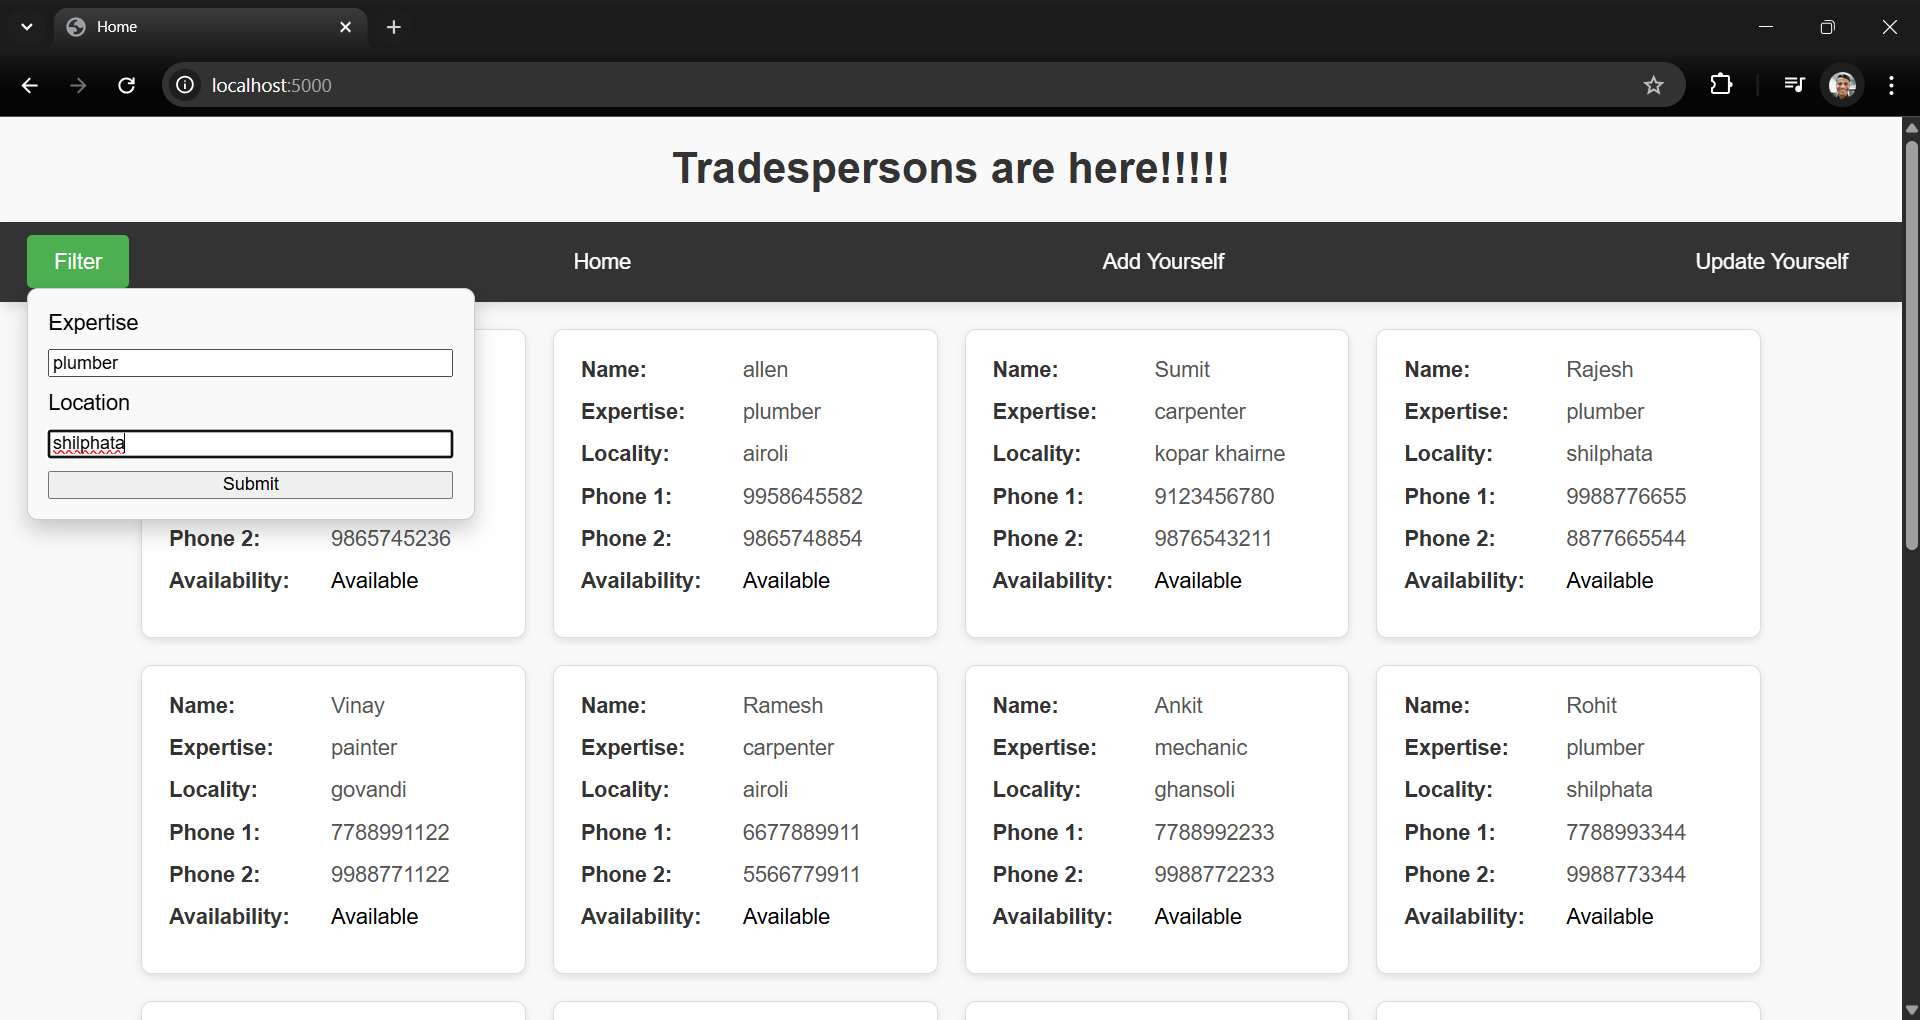 Home
localhost:5000
Tradespersons are here!!!!!
Filter Home Add Yourself Update Yourself
Expertise
plumber
Location
shilphata
Submit
Phone 2: 9865745236
Availability: Available
Name: allen
Expertise: plumber
Locality: airoli
Phone 1: 9958645582
Phone 2: 9865748854
Availability: Available
Name: Sumit
Expertise: carpenter
Locality: kopar khairne
Phone 1: 9123456780
Phone 2: 9876543211
Availability: Available
Name: Rajesh
Expertise: plumber
Locality: shilphata
Phone 1: 9988776655
Phone 2: 8877665544
Availability: Available
Name: Vinay
Expertise: painter
Locality: govandi
Phone 1: 7788991122
Phone 2: 9988771122
Availability: Available
Name: Ramesh
Expertise: carpenter
Locality: airoli
Phone 1: 6677889911
Phone 2: 5566779911
Availability: Available
Name: Ankit
Expertise: mechanic
Locality: ghansoli
Phone 1: 7788992233
Phone 2: 9988772233
Availability: Available
Name: Rohit
Expertise: plumber
Locality: shilphata
Phone 1: 7788993344
Phone 2: 9988773344
Availability: Available